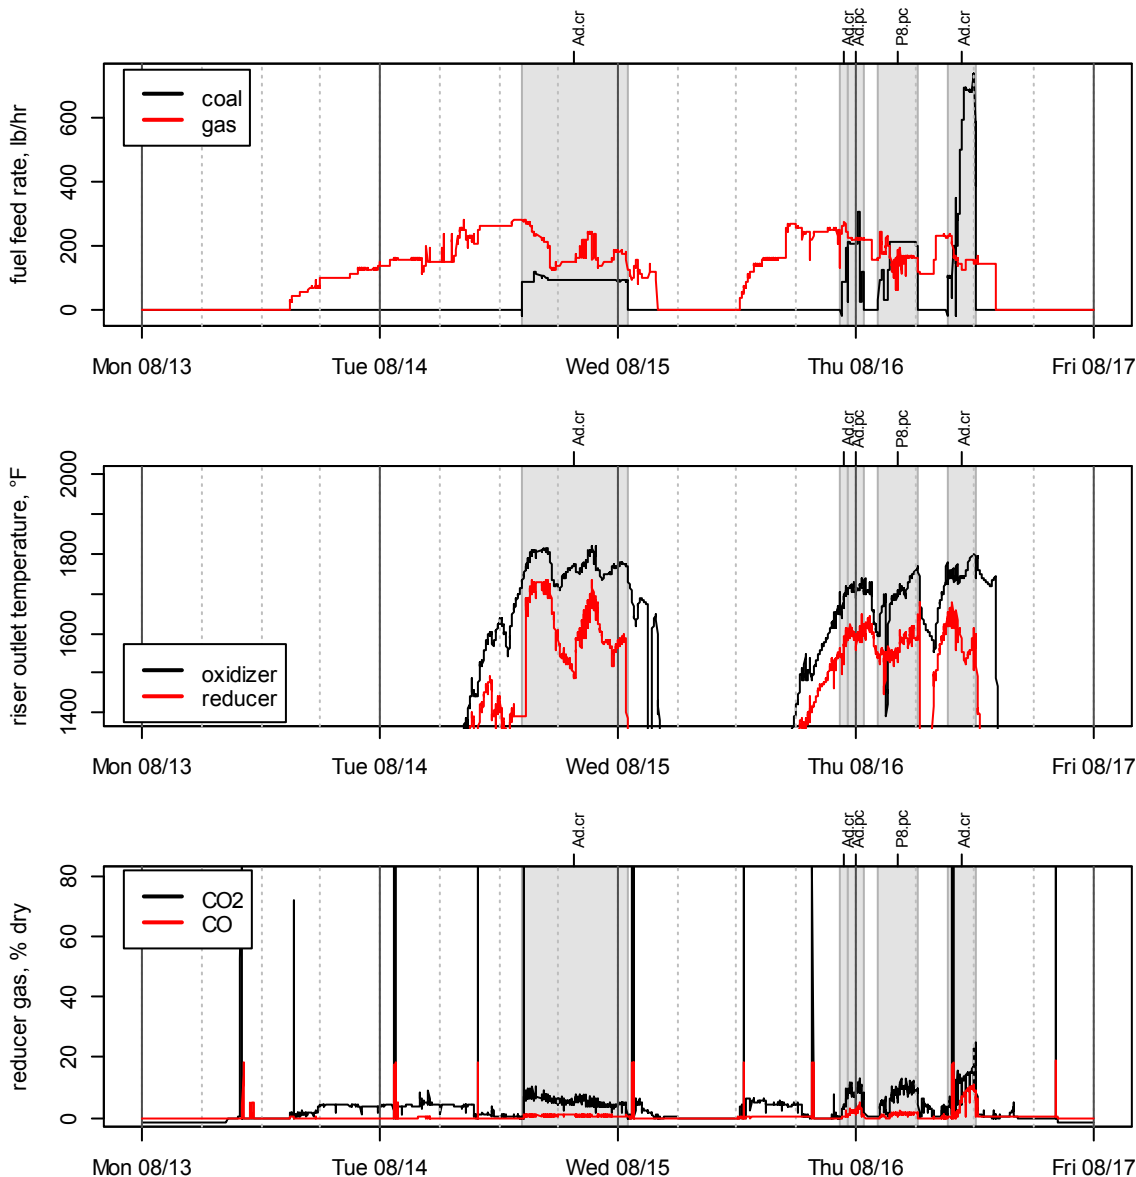 Ad.cr Ad.cr Ad.pc P8.pc Ad.cr
fuel feed rate, lb/hr
600
400
200
0
coal
gas
Mon 08/13 Tue 08/14 Wed 08/15 Thu 08/16 Fri 08/17
Ad.cr Ad.cr Ad.pc P8.pc Ad.cr
riser outlet temperature, °F
2000
1800
1600
1400
oxidizer
reducer
Mon 08/13 Tue 08/14 Wed 08/15 Thu 08/16 Fri 08/17
Ad.cr Ad.cr Ad.pc P8.pc Ad.cr
reducer gas, % dry
80
60
40
20
0
CO2
CO
Mon 08/13 Tue 08/14 Wed 08/15 Thu 08/16 Fri 08/17